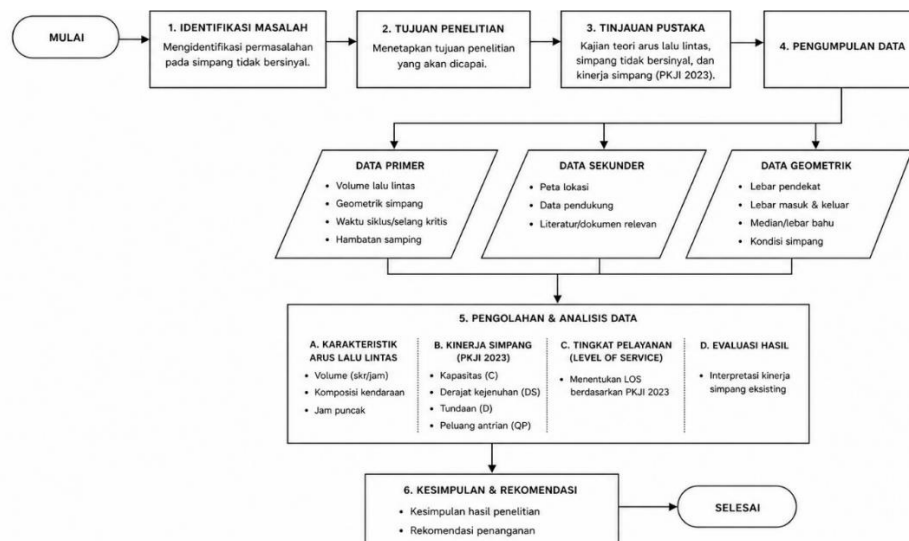 MULAI
1. IDENTIFIKASI MASALAH
Mengidentifikasi permasalahan
pada simpang tidak bersinyal.
2. TUJUAN PENELITIAN
Menetapkan tujuan penelitian
yang akan dicapai.
3. TINJAUAN PUSTAKA
Kajian teori arus lalu lintas,
simpang tidak bersinyal, dan
kinerja simpang (PKJI 2023).
4. PENGUMPULAN DATA
DATA PRIMER
• Volume lalu lintas
• Geometrik simpang
• Waktu siklus/selang kritis
• Hambatan samping
DATA SEKUNDER
• Peta lokasi
• Data pendukung
• Literatur/dokumen relevan
DATA GEOMETRIK
• Lebar pendekat
• Lebar masuk & keluar
• Median/lebar bahu
• Kondisi simpang
5. PENGOLAHAN & ANALISIS DATA
A. KARAKTERISTIK
ARUS LALU LINTAS
• Volume (skr/jam)
• Komposisi kendaraan
• Jam puncak
B. KINERJA SIMPANG
(PKJI 2023)
• Kapasitas (C)
• Derajat kejenuhan (DS)
• Tundaan (D)
• Peluang antrian (QP)
C. TINGKAT PELAYANAN
(LEVEL OF SERVICE)
• Menentukan LOS
berdasarkan PKJI 2023
D. EVALUASI HASIL
• Interpretasi kinerja
simpang eksisting
6. KESIMPULAN & REKOMENDASI
• Kesimpulan hasil penelitian
• Rekomendasi penanganan
SELESAI